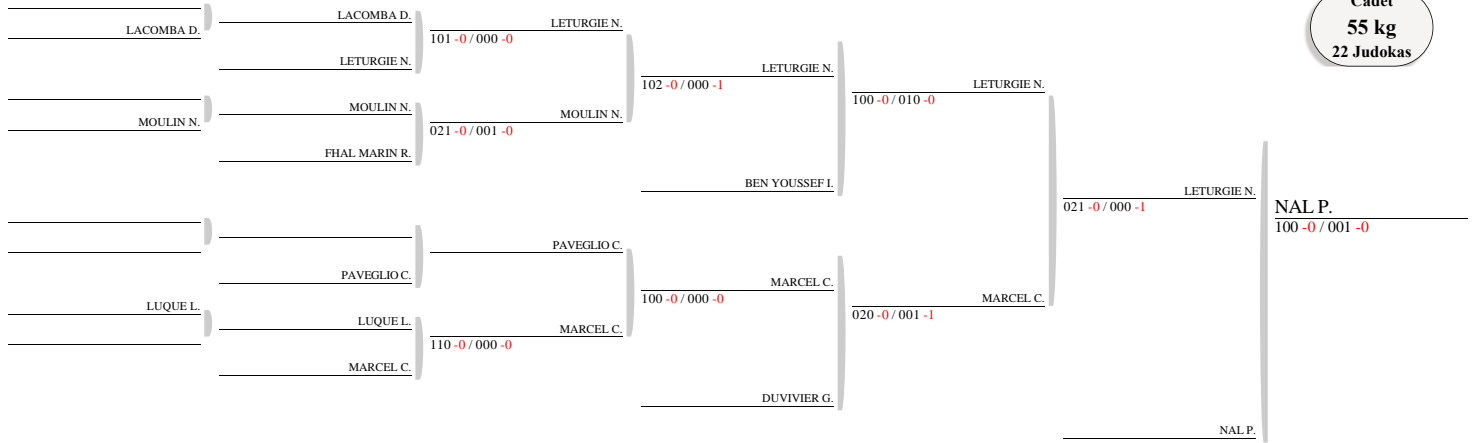 Cadet
55 kg
22 Judokas
LACOMBA D.
LACOMBA D.
LETURGIE N.
101 -0 / 000 -0
LETURGIE N.
LETURGIE N.
102 -0 / 000 -1
LETURGIE N.
100 -0 / 010 -0
MOULIN N.
MOULIN N.
MOULIN N.
021 -0 / 001 -0
FHAL MARIN R.
BEN YOUSSEF I.
LETURGIE N.
021 -0 / 000 -1
NAL P.
100 -0 / 001 -0
PAVEGLIO C.
PAVEGLIO C.
MARCEL C.
100 -0 / 000 -0
MARCEL C.
020 -0 / 001 -1
LUQUE L.
LUQUE L.
MARCEL C.
110 -0 / 000 -0
MARCEL C.
DUVIVIER G.
NAL P.